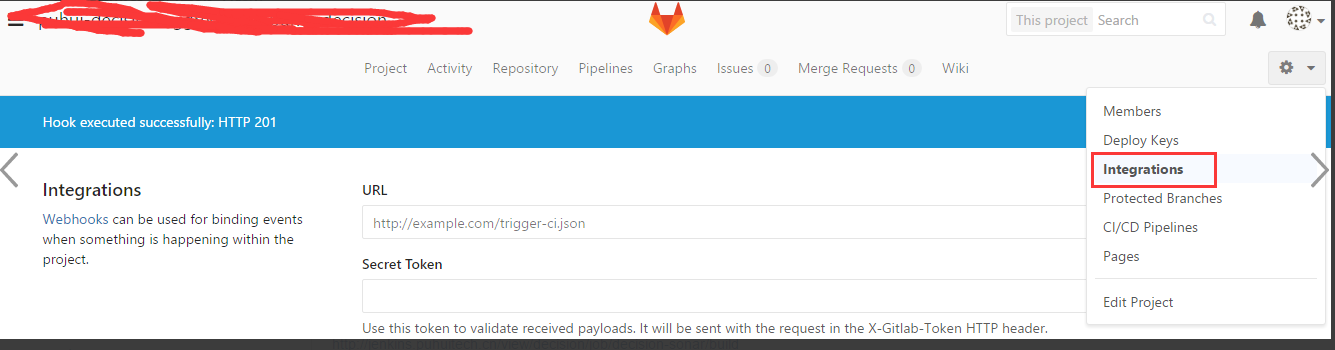 This project Search
Project Activity Repository Pipelines Graphs Issues 0 Merge Requests 0 Wiki
Hook executed successfully: HTTP 201
Members
Deploy Keys
Integrations
Protected Branches
CI/CD Pipelines
Pages
Edit Project
Integrations
Webhooks can be used for binding events
when something is happening within the
project.
URL
http://example.com/trigger-ci.json
Secret Token
Use this token to validate received payloads. It will be sent with the request in the X-Gitlab-Token HTTP header.